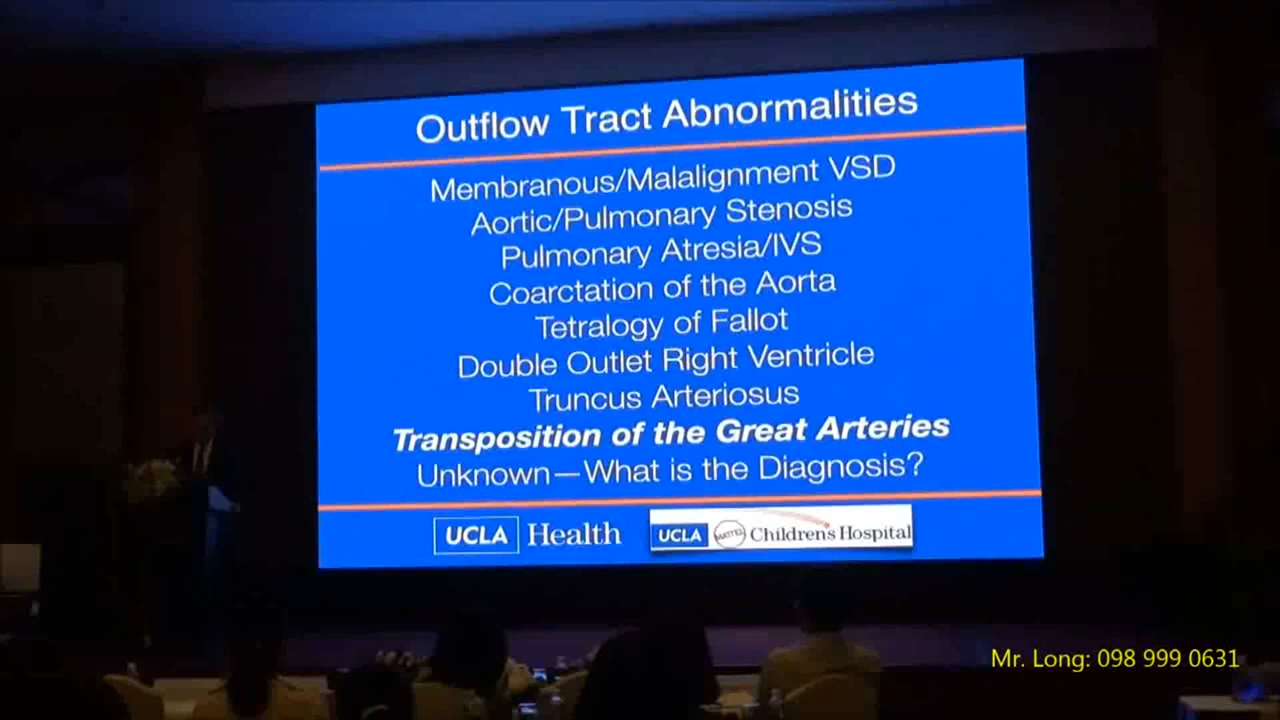 Outflow Tract Abnormalities
Membranous/Malalignment VSD
Aortic/Pulmonary Stenosis
Pulmonary Atresia/IVS
Coarctation of the Aorta
Tetralogy of Fallot
Double Outlet Right Ventricle
Truncus Arteriosus
Transposition of the Great Arteries
Unknown—What is the Diagnosis?
UCLA Health
UCLA MATTEL Children's Hospital
Mr. Long: 098 999 0631